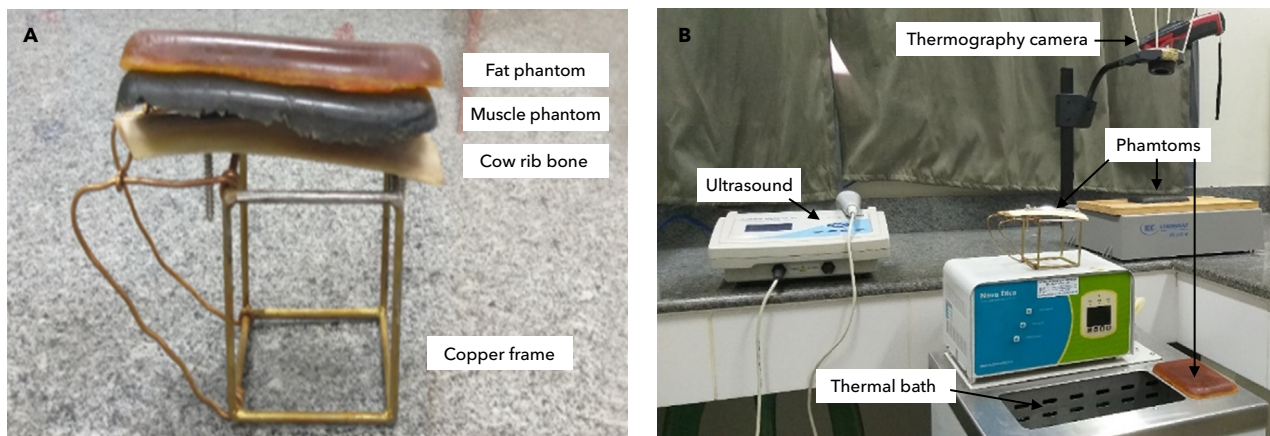 A
Fat phantom
Muscle phantom
Cow rib bone
Copper frame
B
Thermography camera
Phamtoms
Ultrasound
Nova Ética
Thermal bath